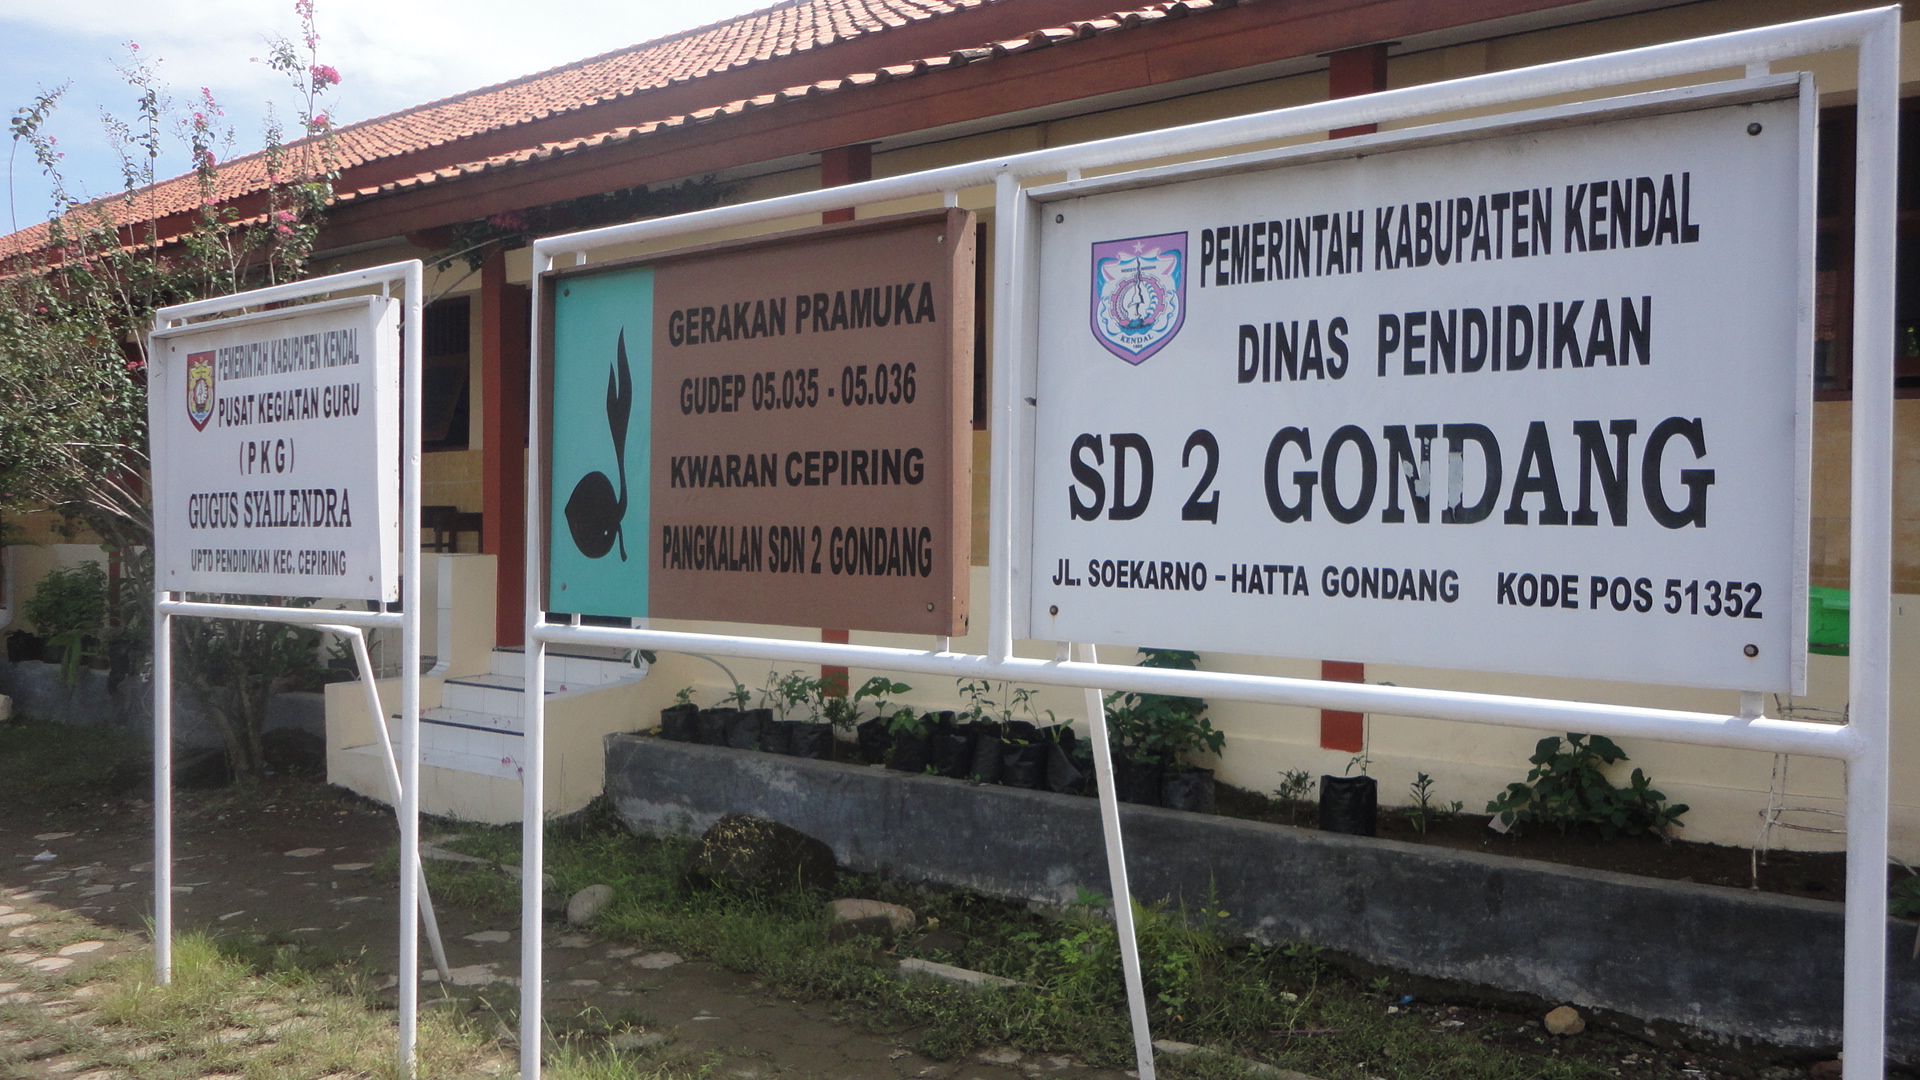 PEMERINTAH KABUPATEN KENDAL
PUSAT KEGIATAN GURU
(PKG)
GUGUS SYAILENDRA
UPTD PENDIDIKAN KEC. CEPIRING
GERAKAN PRAMUKA
GUDEP 05.035 - 05.036
KWARAN CEPIRING
PANGKALAN SDN 2 GONDANG
PEMERINTAH KABUPATEN KENDAL
DINAS PENDIDIKAN
SD 2 GONDANG
JL. SOEKARNO - HATTA GONDANG KODE POS 51352
KENDAL